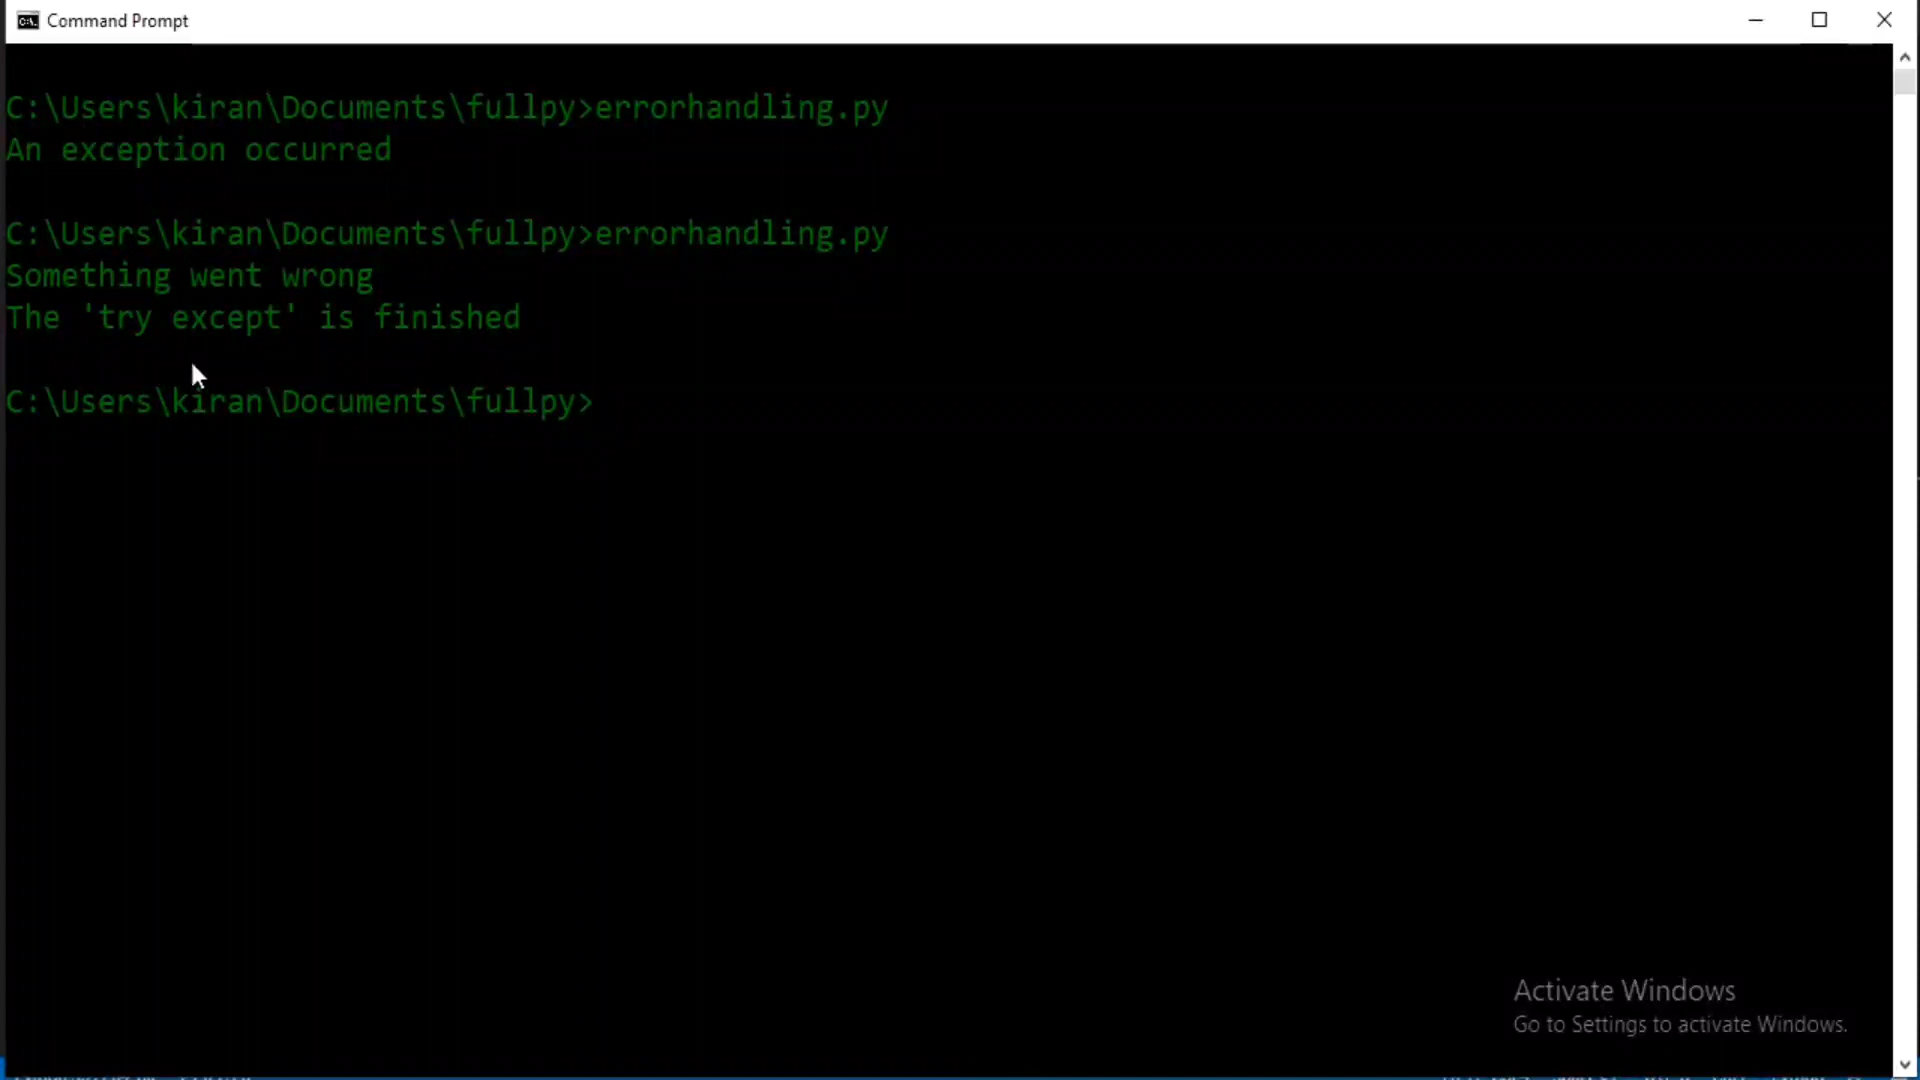 Command Prompt
C:\Users\kiran\Documents\fullpy>errorhandling.py
An exception occurred
C:\Users\kiran\Documents\fullpy>errorhandling.py
Something went wrong
The 'try except' is finished
C:\Users\kiran\Documents\fullpy>
Activate Windows
Go to Settings to activate Windows.